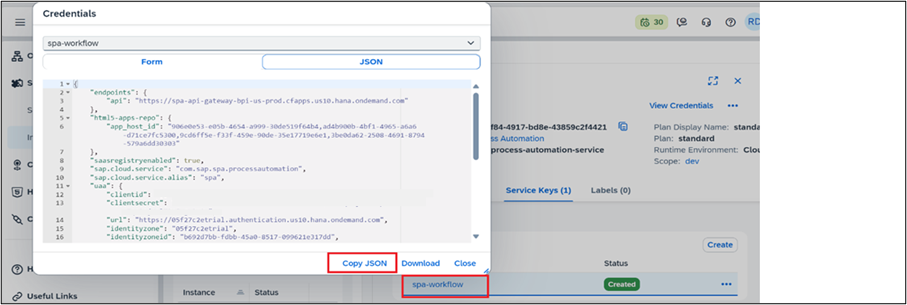 Credentials
spa-workflow
Form
JSON
1 {
2 "endpoints": {
3 "api": "https://spa-api-gateway-bpi-us-prod.cfapps.us10.hana.ondemand.com"
4 },
5 "html5-apps-repo": {
6 "app_host_id": "906e0e53-e05b-4654-a999-30de519f64b4,ad4b900b-4bf1-4965-a6a6
-d71ce7fc5300,9cd6ff5e-f33f-459e-90de-35e17719e6e1,3be0da62-2508-4691-8794
-579a6dd30303"
7 },
8 "saasregistryenabled": true,
9 "sap.cloud.service": "com.sap.spa.processautomation",
10 "sap.cloud.service.alias": "spa",
11 "uaa": {
12 "clientid":
13 "clientsecret":
14 "url": "https://05f27c2etrial.authentication.us10.hana.ondemand.com",
15 "identityzone": "05f27c2etrial",
16 "identityzoneid": "b692d7bb-fdbb-45a0-8517-099621e317dd",
Copy JSON
Download
Close
30
RD
View Credentials
f84-4917-bd8e-43859c2f4421
Access
process-automation-service
Plan Display Name: standa
Plan: standard
Runtime Environment: Clou
Scope: dev
Service Keys (1)
Labels (0)
Create
Status
spa-workflow
Created
Instance
Status
Useful Links